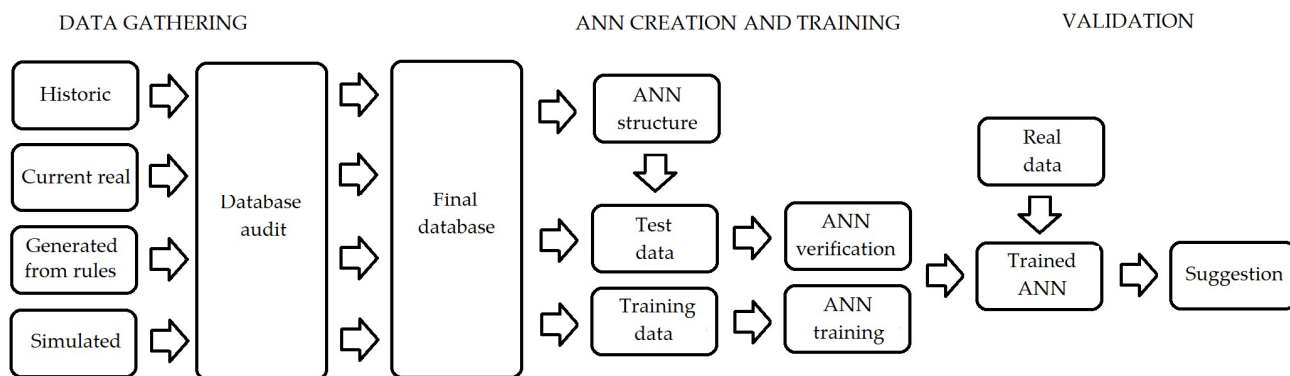 DATA GATHERING
ANN CREATION AND TRAINING
VALIDATION
Historic
Current real
Generated
from rules
Simulated
Database
audit
Final
database
ANN
structure
Test
data
Training
data
ANN
verification
ANN
training
Real
data
Trained
ANN
Suggestion